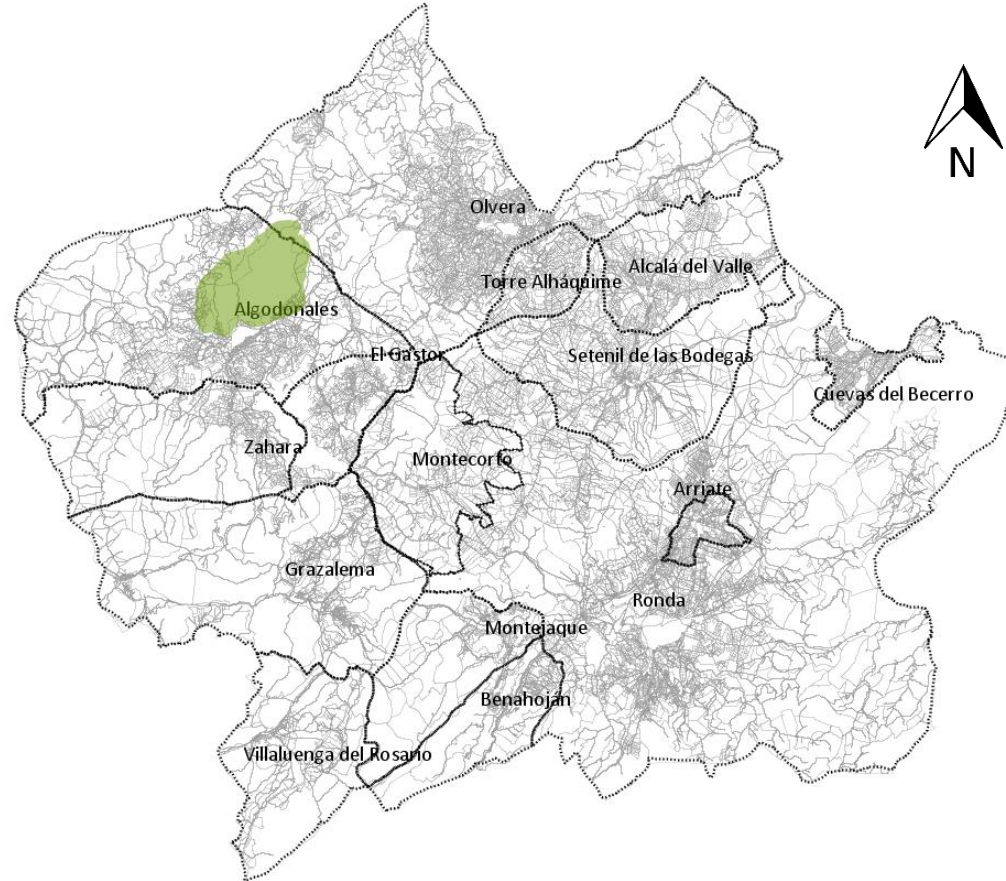 N
Olvera
Alcalá del Valle
Torre Alháquime
Algodonales
El Gastor
Setenil de las Bodegas
Cuevas del Becerro
Zahara
Montecorto
Arriate
Grazalema
Ronda
Montejaque
Benahoján
Villaluenga del Rosario